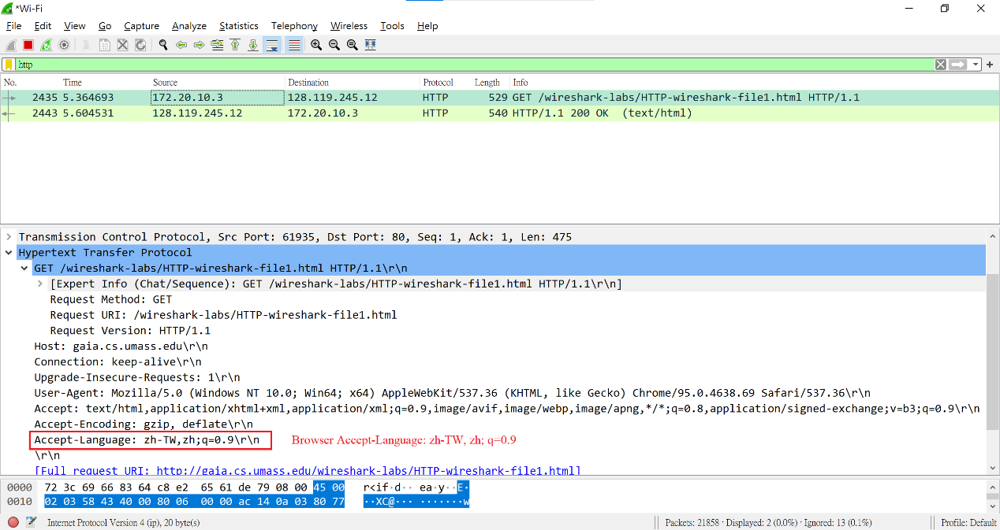 *Wi-Fi
File Edit View Go Capture Analyze Statistics Telephony Wireless Tools Help
http
No. Time Source Destination Protocol Length Info
2435 5.364693 172.20.10.3 128.119.245.12 HTTP 529 GET /wireshark-labs/HTTP-wireshark-file1.html HTTP/1.1
2443 5.604531 128.119.245.12 172.20.10.3 HTTP 540 HTTP/1.1 200 OK (text/html)
Transmission Control Protocol, Src Port: 61935, Dst Port: 80, Seq: 1, Ack: 1, Len: 475
Hypertext Transfer Protocol
GET /wireshark-labs/HTTP-wireshark-file1.html HTTP/1.1\r\n
[Expert Info (Chat/Sequence): GET /wireshark-labs/HTTP-wireshark-file1.html HTTP/1.1\r\n]
Request Method: GET
Request URI: /wireshark-labs/HTTP-wireshark-file1.html
Request Version: HTTP/1.1
Host: gaia.cs.umass.edu\r\n
Connection: keep-alive\r\n
Upgrade-Insecure-Requests: 1\r\n
User-Agent: Mozilla/5.0 (Windows NT 10.0; Win64; x64) AppleWebKit/537.36 (KHTML, like Gecko) Chrome/95.0.4638.69 Safari/537.36\r\n
Accept: text/html,application/xhtml+xml,application/xml;q=0.9,image/avif,image/webp,image/apng,*/*;q=0.8,application/signed-exchange;v=b3;q=0.9\r\n
Accept-Encoding: gzip, deflate\r\n
Accept-Language: zh-TW,zh;q=0.9\r\n Browser Accept-Language: zh-TW, zh; q=0.9
\r\n
[Full request URI: http://gaia.cs.umass.edu/wireshark-labs/HTTP-wireshark-file1.html]
0000 72 3c 69 66 83 64 c8 e2 65 61 de 79 08 00 45 00 r<if·d·· ea·y··E·
0010 02 03 58 43 40 00 80 06 00 00 ac 14 0a 03 80 77 ··XC@··· ·······w
Internet Protocol Version 4 (ip), 20 byte(s) Packets: 21858 · Displayed: 2 (0.0%) · Ignored: 13 (0.1%) Profile: Default